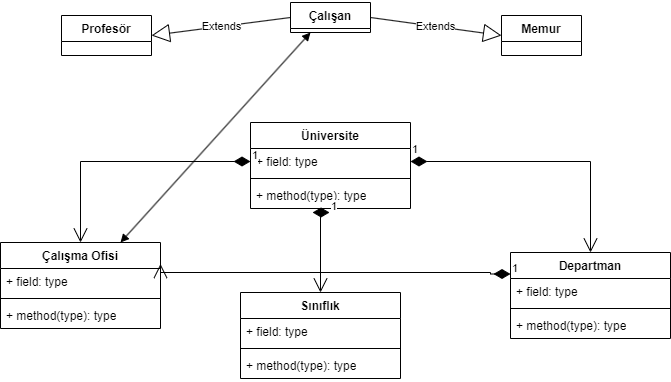 Çalışan
Profesör
Extends
Extends
Memur
Üniversite
1
+ field: type
1
+ method(type): type
1
Çalışma Ofisi
+ field: type
+ method(type): type
Departman
1
+ field: type
+ method(type): type
Sınıflık
+ field: type
+ method(type): type